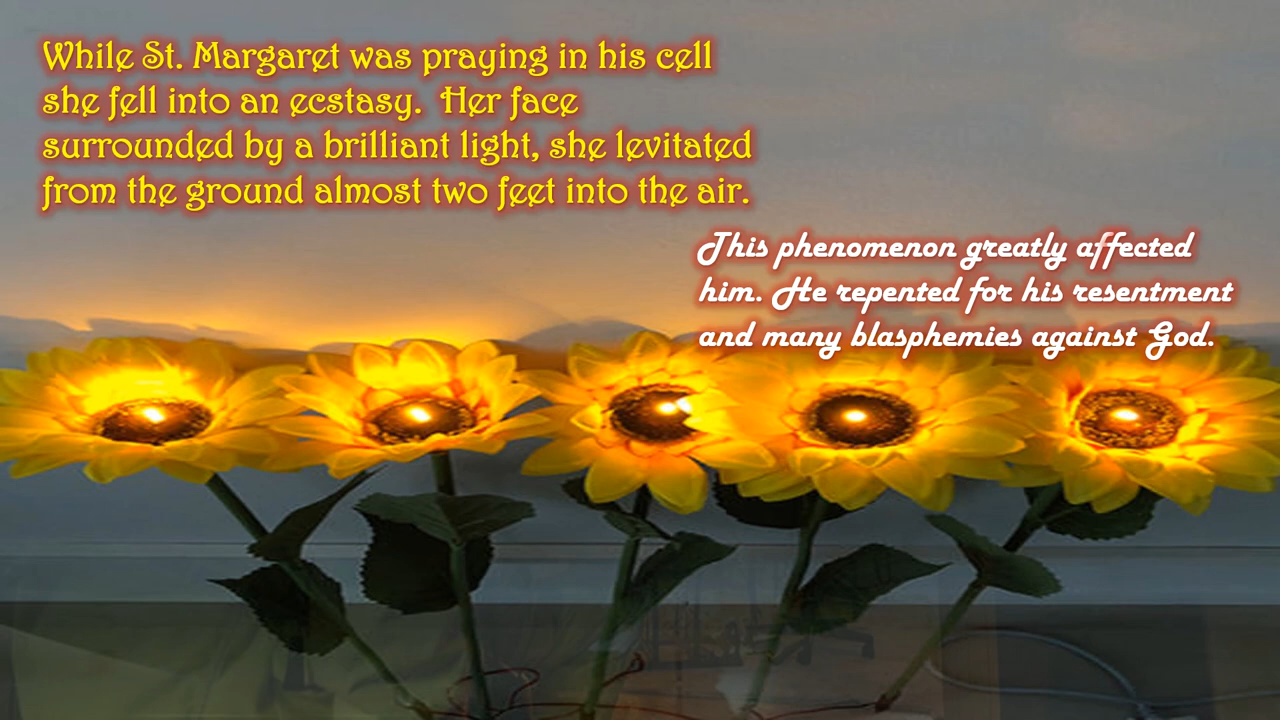 While St. Margaret was praying in his cell
she fell into an ecstasy.  Her face
surrounded by a brilliant light, she levitated
from the ground almost two feet into the air.
This phenomenon greatly affected
him. He repented for his resentment
and many blasphemies against God.